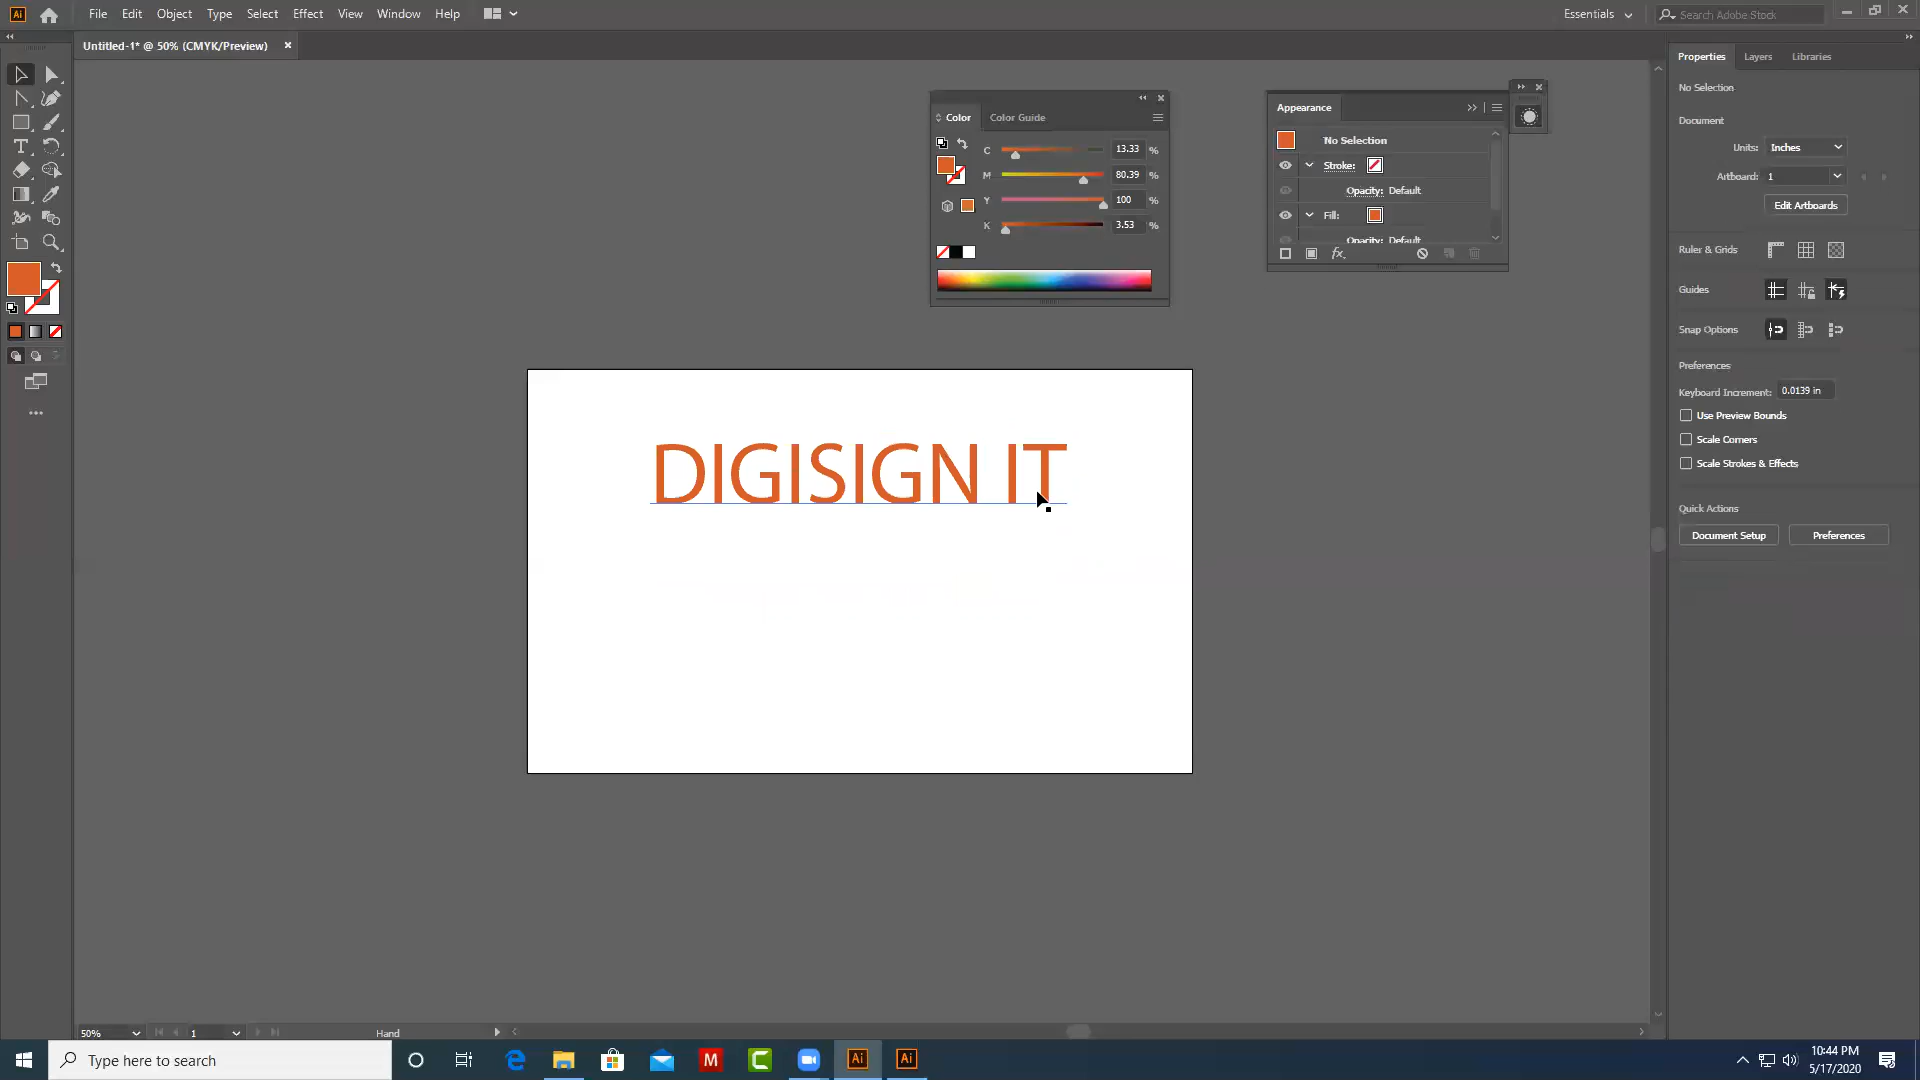 Ai File Edit Object Type Select Effect View Window Help Essentials Search Adobe Stock
Untitled-1* @ 50% (CMYK/Preview)
Color Color Guide
C 13.33 %
M 80.39 %
Y 100 %
K 3.53 %
Appearance
No Selection
Stroke:
Opacity: Default
Fill:
Opacity: Default
fx
Properties Layers Libraries
No Selection
Document
Units: Inches
Artboard: 1
Edit Artboards
Ruler & Grids
Guides
Snap Options
Preferences
Keyboard Increment: 0.0139 in
Use Preview Bounds
Scale Corners
Scale Strokes & Effects
Quick Actions
Document Setup Preferences
T
DIGISIGN IT
50% 1 Hand
Type here to search
M C Ai Ai
10:44 PM
5/17/2020